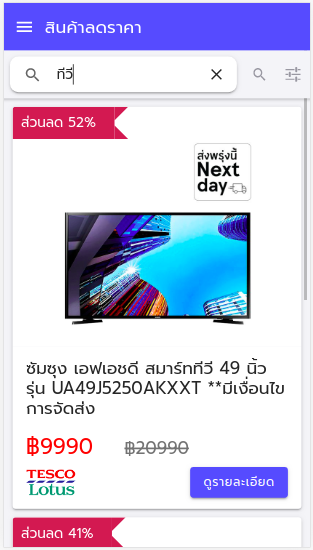 สินค้าลดราคา
ทีวี
ส่วนลด 52%
ส่งพรุ่งนี้
Next
day
ซัมซุง เอฟเอชดี สมาร์ททีวี 49 นิ้ว
รุ่น UA49J5250AKXXT **มีเงื่อนไข
การจัดส่ง
฿9990 ฿20990
TESCO
Lotus
ดูรายละเอียด
ส่วนลด 41%